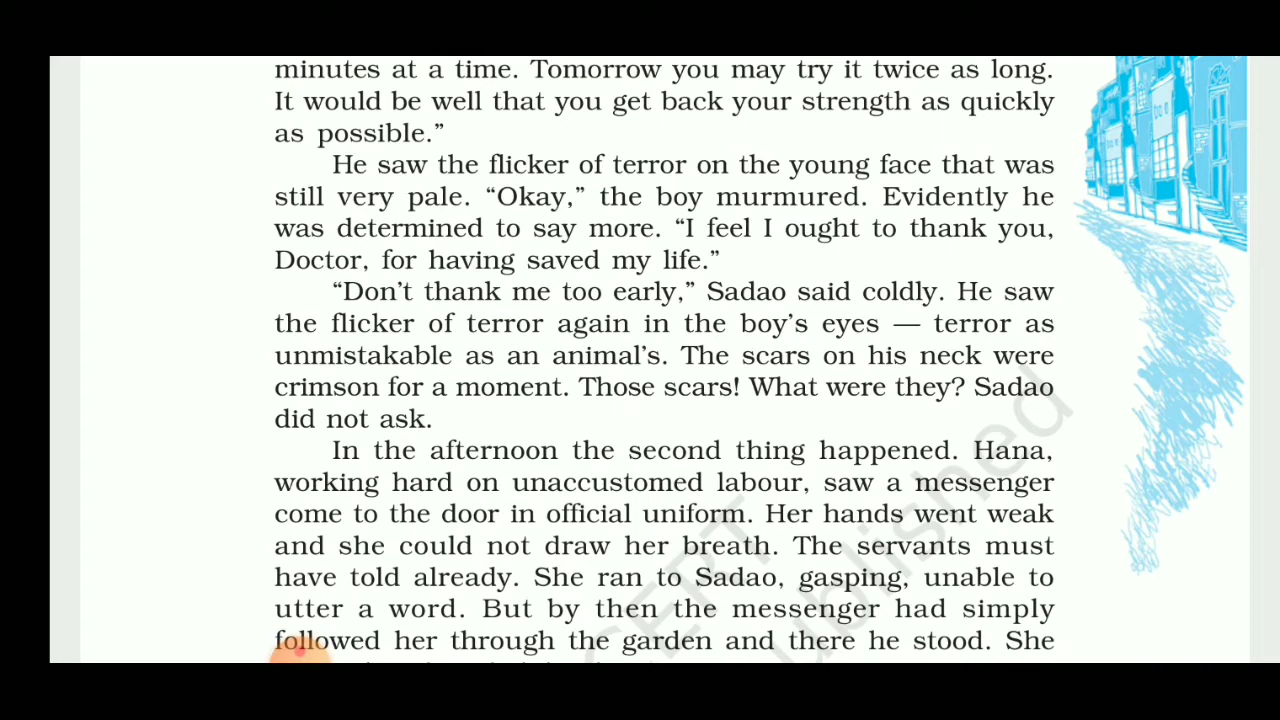 minutes at a time. Tomorrow you may try it twice as long.
It would be well that you get back your strength as quickly
as possible.”
He saw the flicker of terror on the young face that was
still very pale. “Okay,” the boy murmured. Evidently he
was determined to say more. “I feel I ought to thank you,
Doctor, for having saved my life.”
“Don’t thank me too early,” Sadao said coldly. He saw
the flicker of terror again in the boy’s eyes — terror as
unmistakable as an animal’s. The scars on his neck were
crimson for a moment. Those scars! What were they? Sadao
did not ask.
In the afternoon the second thing happened. Hana,
working hard on unaccustomed labour, saw a messenger
come to the door in official uniform. Her hands went weak
and she could not draw her breath. The servants must
have told already. She ran to Sadao, gasping, unable to
utter a word. But by then the messenger had simply
followed her through the garden and there he stood. She